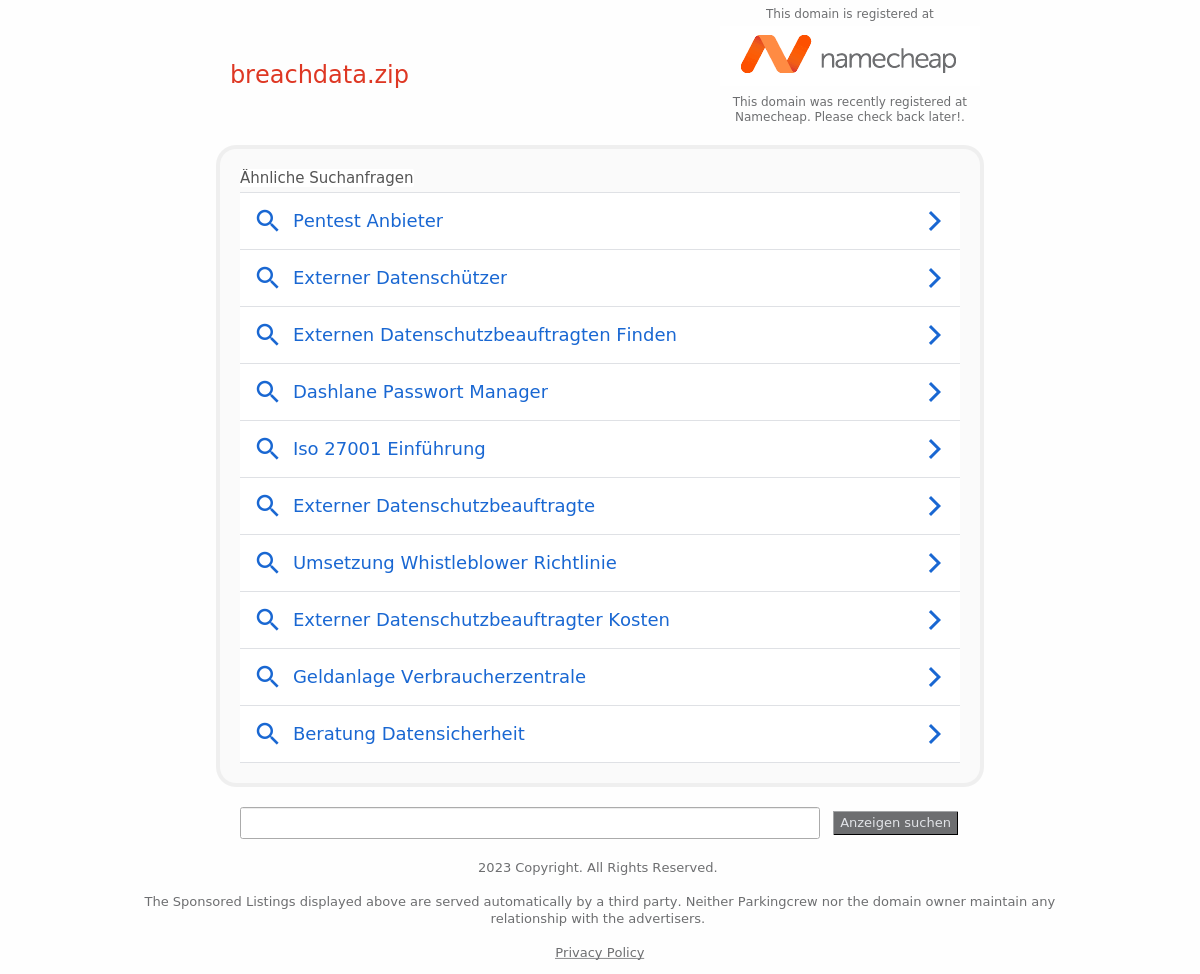 This domain is registered at
namecheap
breachdata.zip
This domain was recently registered at
Namecheap. Please check back later!.
Ähnliche Suchanfragen
Pentest Anbieter
Externer Datenschützer
Externen Datenschutzbeauftragten Finden
Dashlane Passwort Manager
Iso 27001 Einführung
Externer Datenschutzbeauftragte
Umsetzung Whistleblower Richtlinie
Externer Datenschutzbeauftragter Kosten
Geldanlage Verbraucherzentrale
Beratung Datensicherheit
Anzeigen suchen
2023 Copyright. All Rights Reserved.
The Sponsored Listings displayed above are served automatically by a third party. Neither Parkingcrew nor the domain owner maintain any
relationship with the advertisers.
Privacy Policy